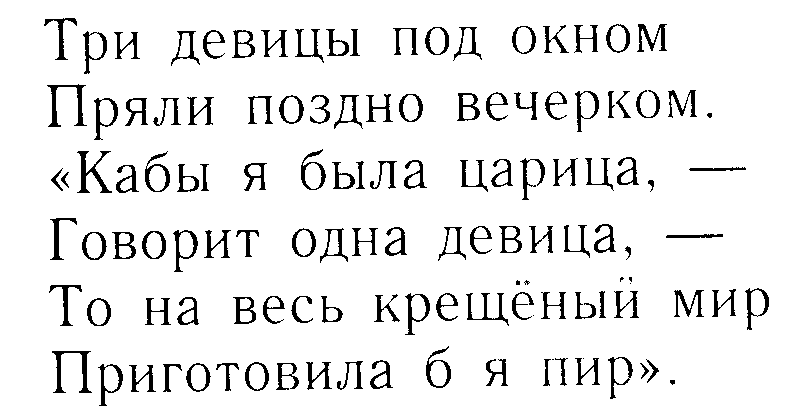 Три девицы под окном
Пряли поздно вечерком.
«Кабы я была царица, —
Говорит одна девица, —
То на весь крещёный мир
Приготовила б я пир».